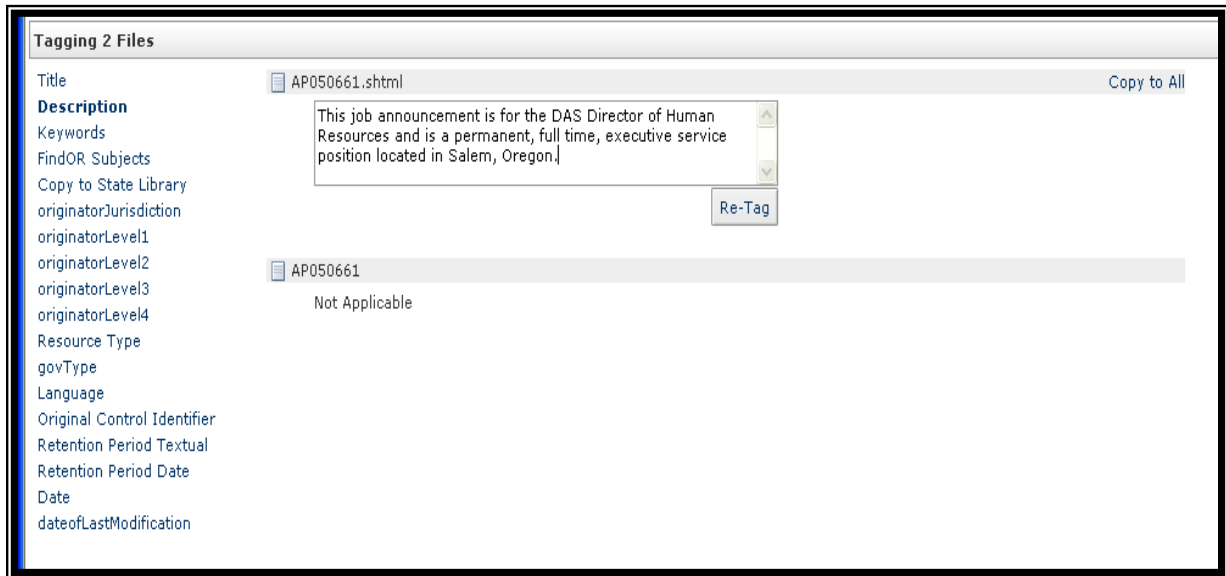 Tagging 2 Files
Title
Description
Keywords
FindOR Subjects
Copy to State Library
originatorJurisdiction
originatorLevel1
originatorLevel2
originatorLevel3
originatorLevel4
Resource Type
govType
Language
Original Control Identifier
Retention Period Textual
Retention Period Date
Date
dateofLastModification
AP050661.shtml
Copy to All
This job announcement is for the DAS Director of Human
Resources and is a permanent, full time, executive service
position located in Salem, Oregon.
Re-Tag
AP050661
Not Applicable